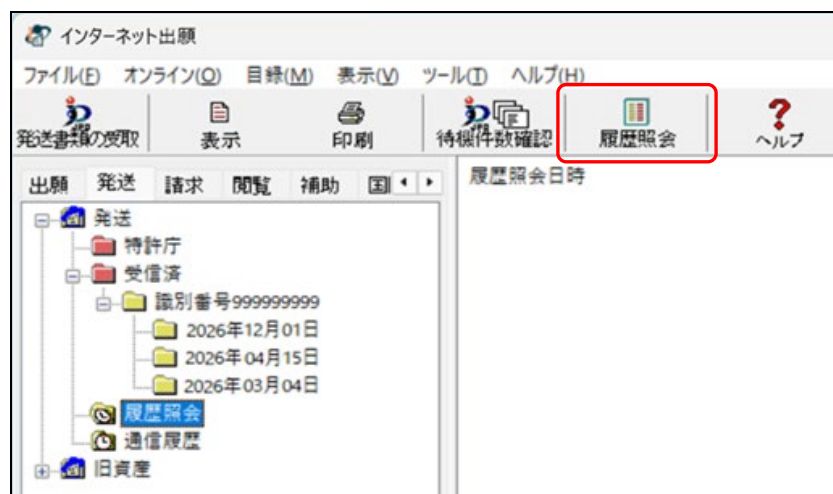 インターネット出願
ファイル(F) オンライン(O) 目録(M) 表示(V) ツール(T) ヘルプ(H)
発送書類の受取 表示 印刷 待機件数確認 履歴照会 ヘルプ
出願 発送 請求 閲覧 補助 国
履歴照会日時
発送
特許庁
受信済
識別番号999999999
2026年12月01日
2026年04月15日
2026年03月04日
履歴照会
通信履歴
旧資産